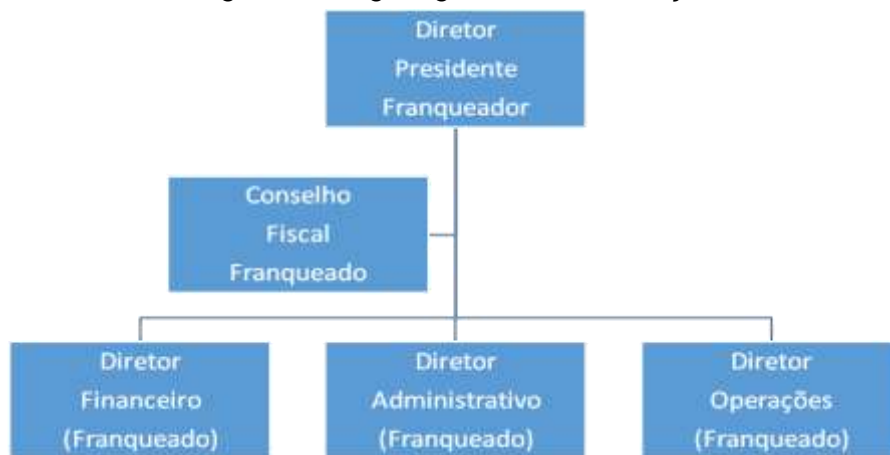 Diretor
Presidente
Franqueador
Conselho
Fiscal
Franqueado
Diretor
Financeiro
(Franqueado)
Diretor
Administrativo
(Franqueado)
Diretor
Operações
(Franqueado)